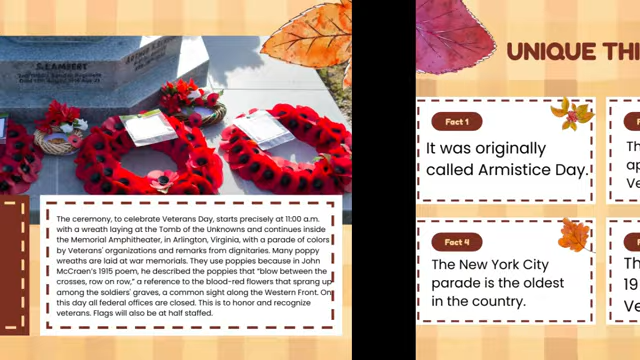 S. LAMBERT
The ceremony, to celebrate Veterans Day, starts precisely at 11:00 a.m.
with a wreath laying at the Tomb of the Unknowns and continues inside
the Memorial Amphitheater, in Arlington, Virginia, with a parade of colors
by Veterans' organizations and remarks from dignitaries. Many poppy
wreaths are laid at war memorials. They use poppies because in John
McCraen's 1915 poem, he described the poppies that "blow between the
crosses, row on row," a reference to the blood-red flowers that sprang up
among the soldiers' graves, a common sight along the Western Front. On
this day all federal offices are closed. This is to honor and recognize
veterans. Flags will also be at half staffed.
UNIQUE THI
Fact 1
It was originally
called Armistice Day.
Fact 4
The New York City
parade is the oldest
in the country.
Th
ap
Ve
The
19
Ve